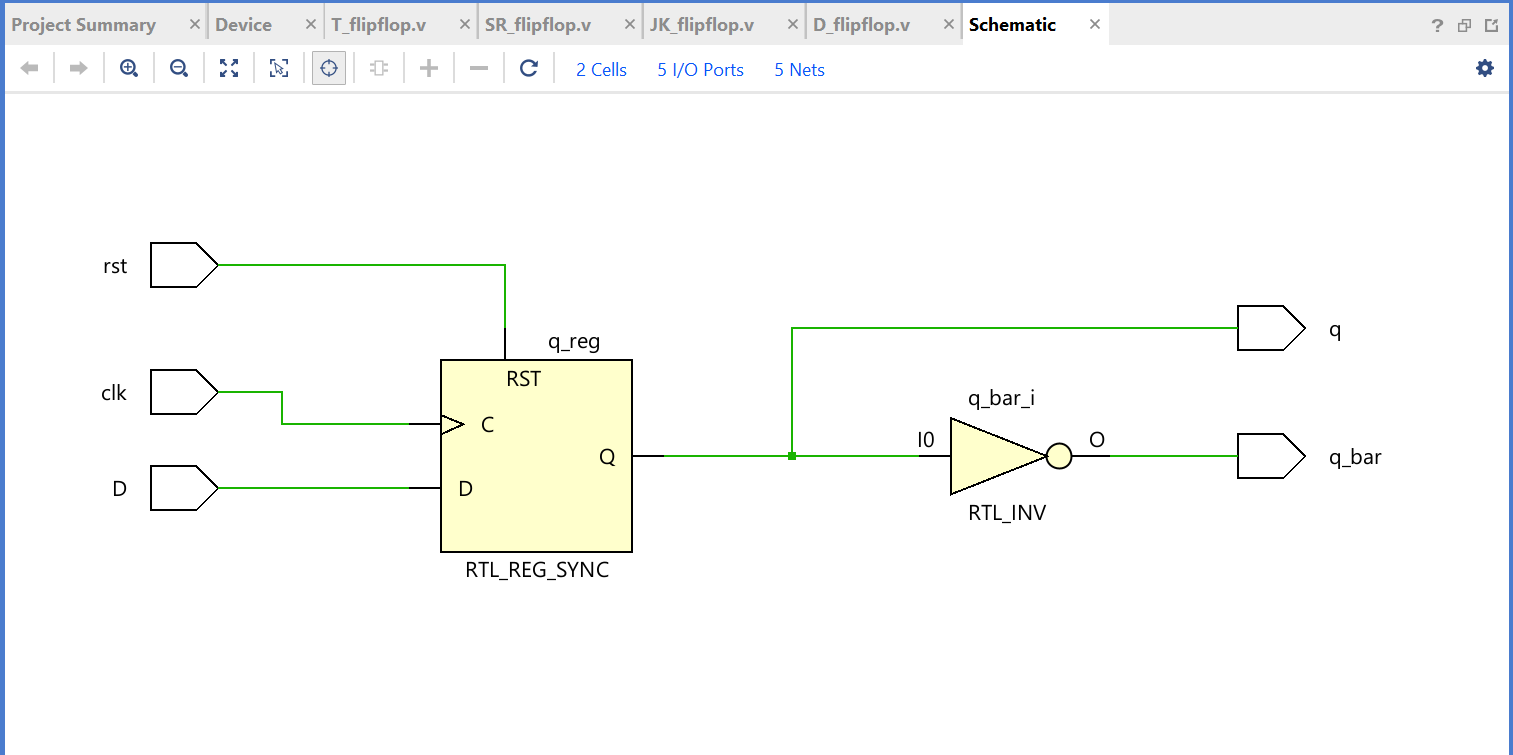 Project Summary Device T_flipflop.v SR_flipflop.v JK_flipflop.v D_flipflop.v Schematic
2 Cells 5 I/O Ports 5 Nets
rst
q_reg
q
RST
clk
q_bar_i
C
I0 O
Q
q_bar
D D
RTL_INV
RTL_REG_SYNC